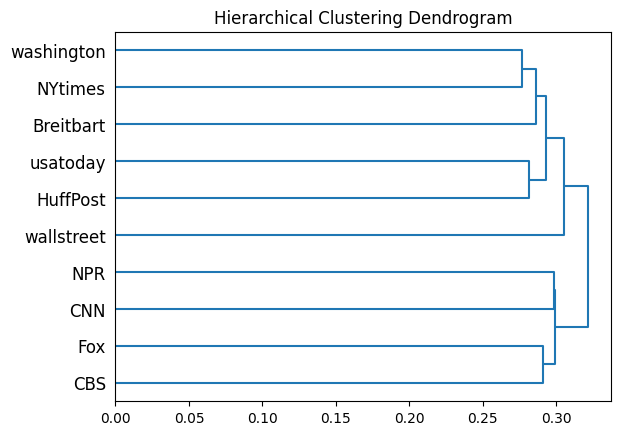 Hierarchical Clustering Dendrogram
washington
NYtimes
Breitbart
usatoday
HuffPost
wallstreet
NPR
CNN
Fox
CBS
0.00 0.05 0.10 0.15 0.20 0.25 0.30